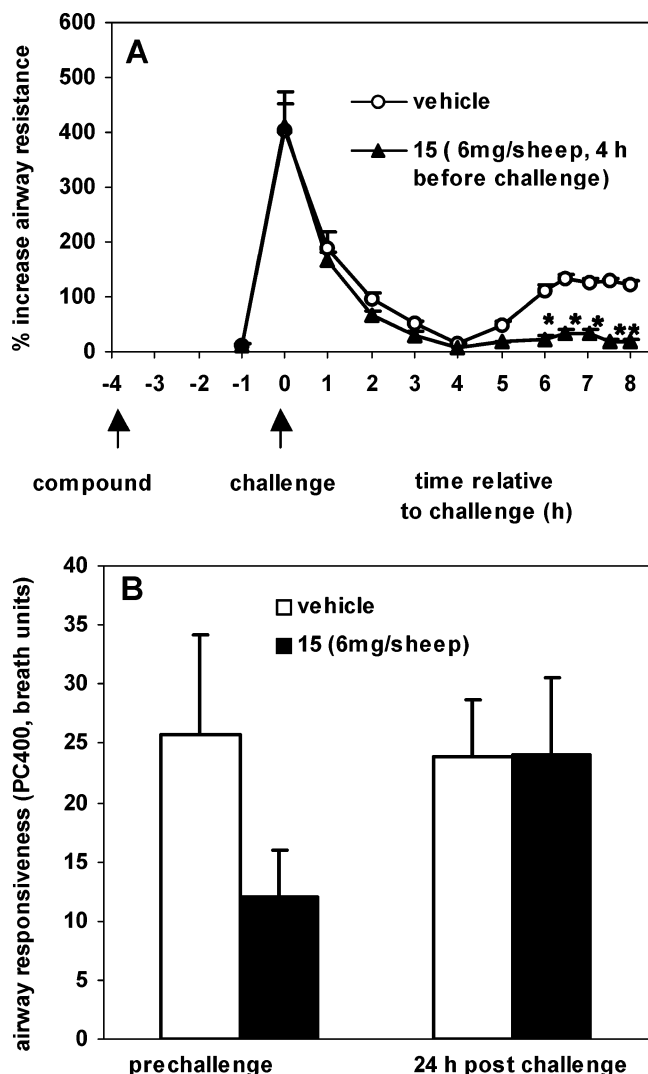 600
A
500
vehicle
400
15 ( 6mg/sheep, 4 h
before challenge)
300
200
100
* * * **
0
-4 -3 -2 -1 0 1 2 3 4 5 6 7 8
% increase airway resistance
compound
challenge
time relative
to challenge (h)
40
B
vehicle
35
15 (6mg/sheep)
30
25
20
15
10
5
0
airway responsiveness (PC400, breath units)
prechallenge
24 h post challenge